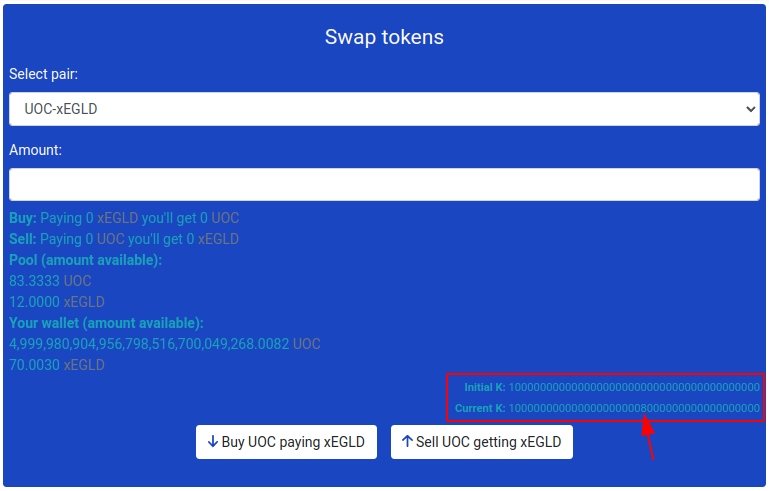 Swap tokens
Select pair:
UOC-xEGLD
Amount:
Buy: Paying 0 xEGLD you'll get 0 UOC
Sell: Paying 0 UOC you'll get 0 xEGLD
Pool (amount available):
83.3333 UOC
12.0000 xEGLD
Your wallet (amount available):
4,999,980,904,956,798,516,700,049,268.0082 UOC
70.0030 xEGLD
Initial K: 1000000000000000000000000000000000000000
Current K: 1000000000000000000008000000000000000000
Buy UOC paying xEGLD
Sell UOC getting xEGLD